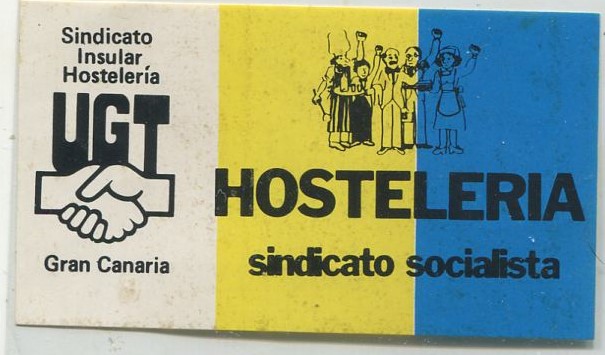 Sindicato
Insular
Hostelería
UGT
Gran Canaria
HOSTELERIA
sindicato socialista